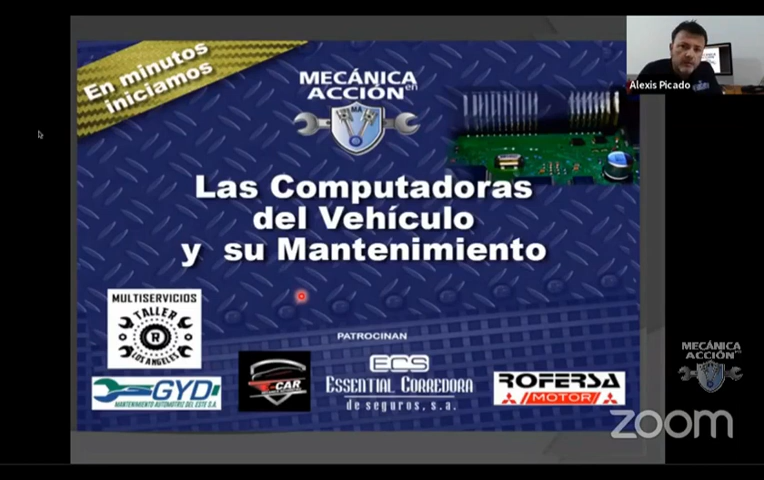 En minutos
iniciamos
MECÁNICA
en
ACCIÓN
MA
Las Computadoras
del Vehículo
y su Mantenimiento
MULTISERVICIOS
TALLER
R
LOS ANGELES
GYD
MANTENIMIENTO AUTOMOTRIZ DEL ESTE S.A.
CAR
PATROCINAN
ECS
ESSENTIAL CORREDORA
de seguros, s.a.
ROFERSA
MOTOR
Alexis Picado
MECÁNICA
en
ACCIÓN
zoom